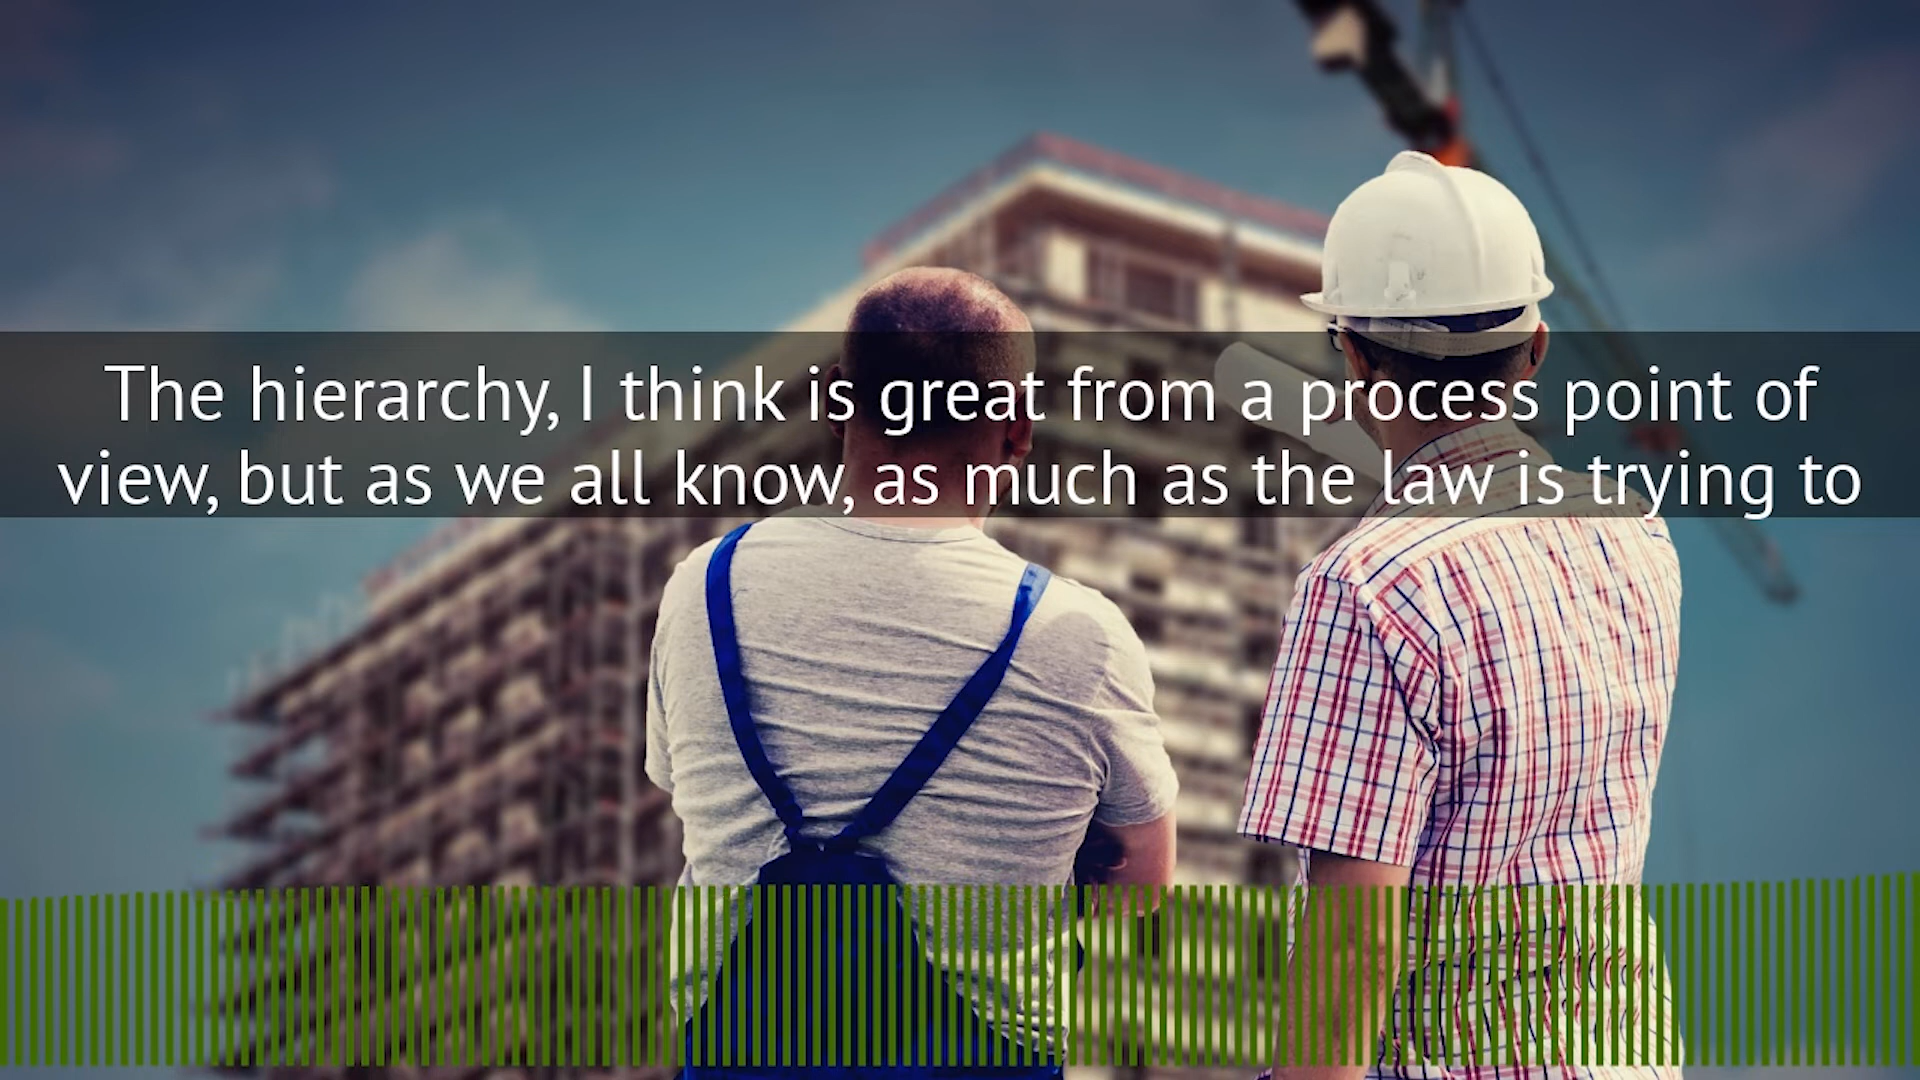 The hierarchy, I think is great from a process point of
view, but as we all know, as much as the law is trying to